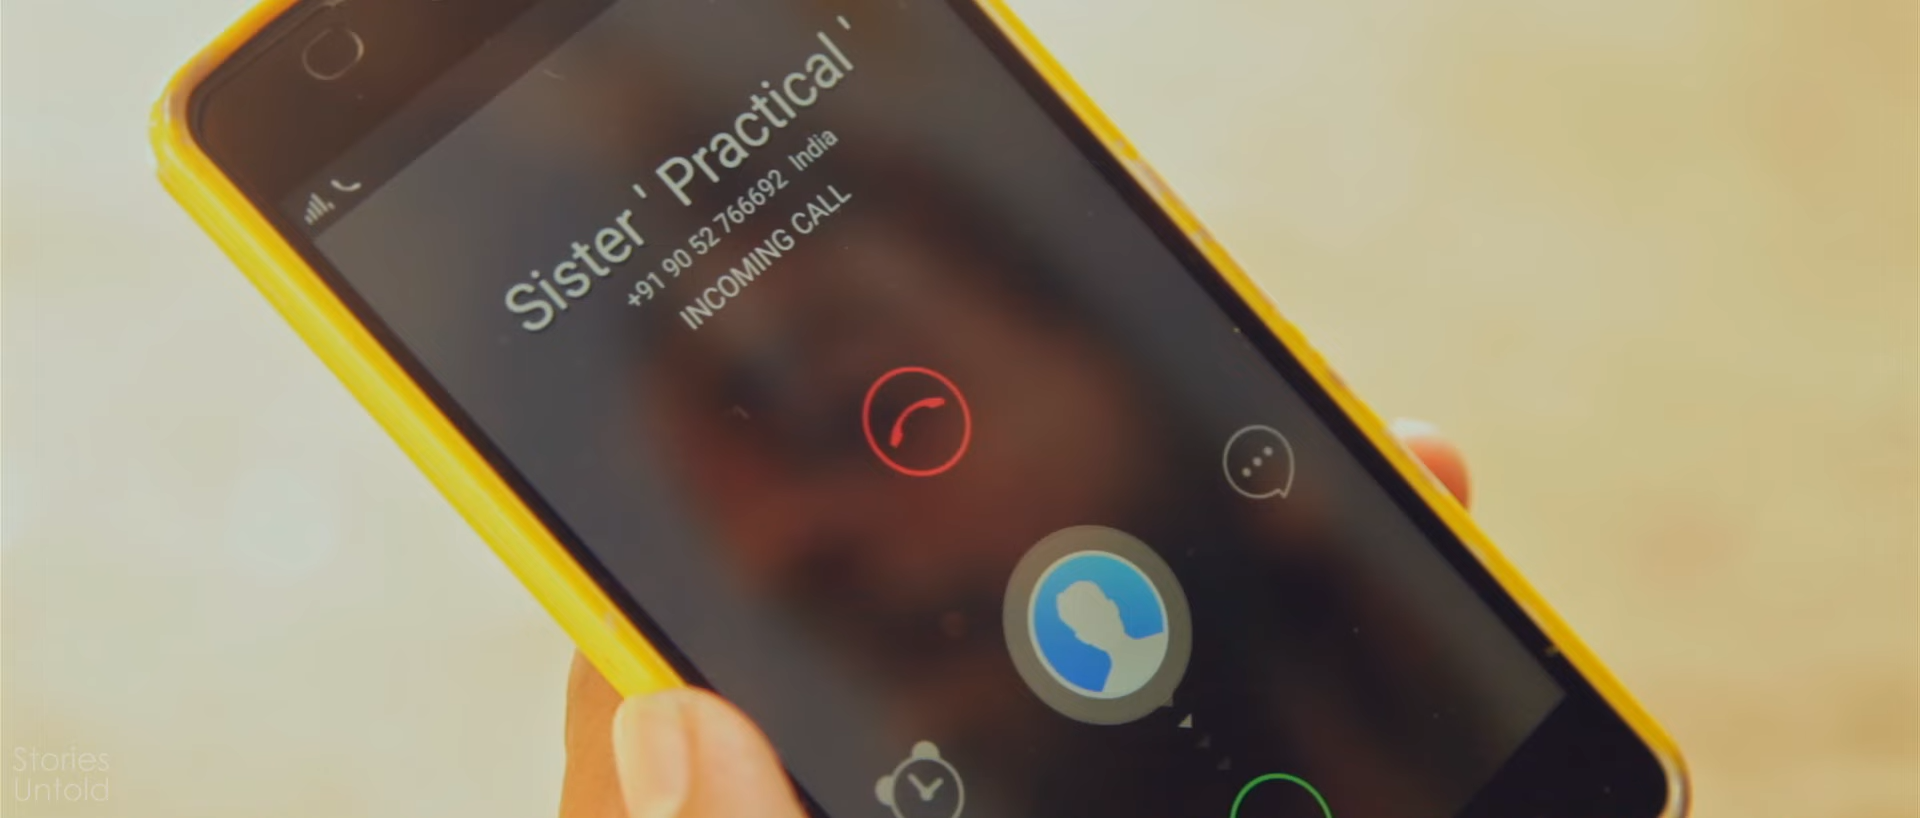 Sister ' Practical '
+91 90 52 766692 India
INCOMING CALL
Stories
Untold